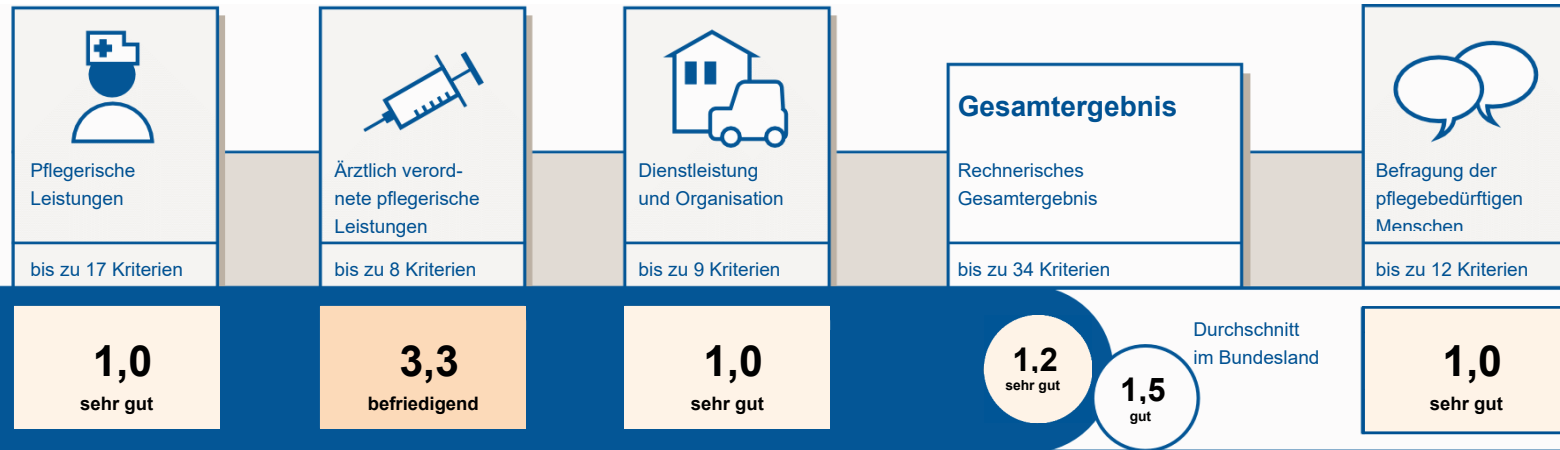 Pflegerische
Leistungen
bis zu 17 Kriterien
1,0
sehr gut
Ärztlich verord-
nete pflegerische
Leistungen
bis zu 8 Kriterien
3,3
befriedigend
Dienstleistung
und Organisation
bis zu 9 Kriterien
1,0
sehr gut
Gesamtergebnis
Rechnerisches
Gesamtergebnis
bis zu 34 Kriterien
1,2
sehr gut
1,5
gut
Durchschnitt
im Bundesland
Befragung der
pflegebedürftigen
Menschen
bis zu 12 Kriterien
1,0
sehr gut